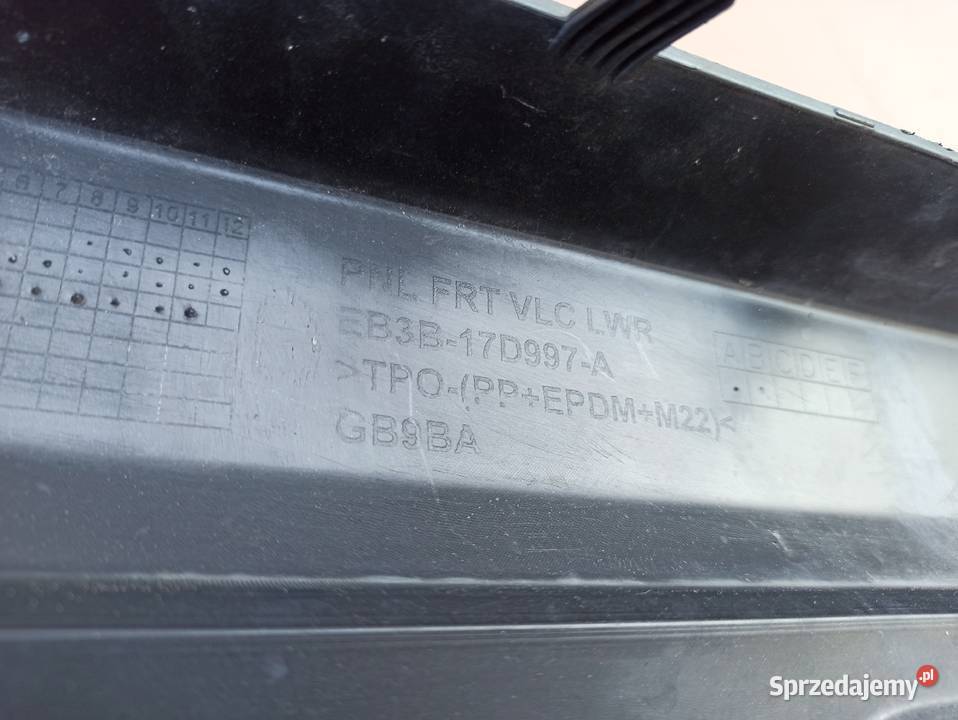 6 7 8 9 10 11 12
PNL FRT VLC LWR
EB3B-17D997-A
>TPO-(PP+EPDM+M22)<
GB9BA
A B C D E F
Sprzedajemy.pl